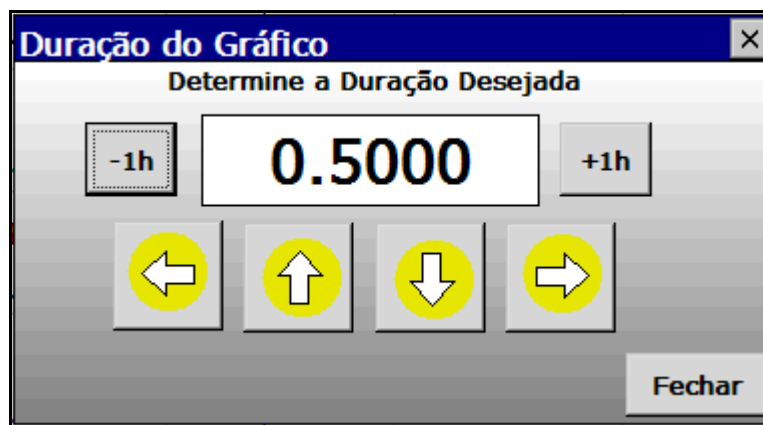 Duração do Gráfico
Determine a Duração Desejada
-1h 0.5000 +1h
Fechar